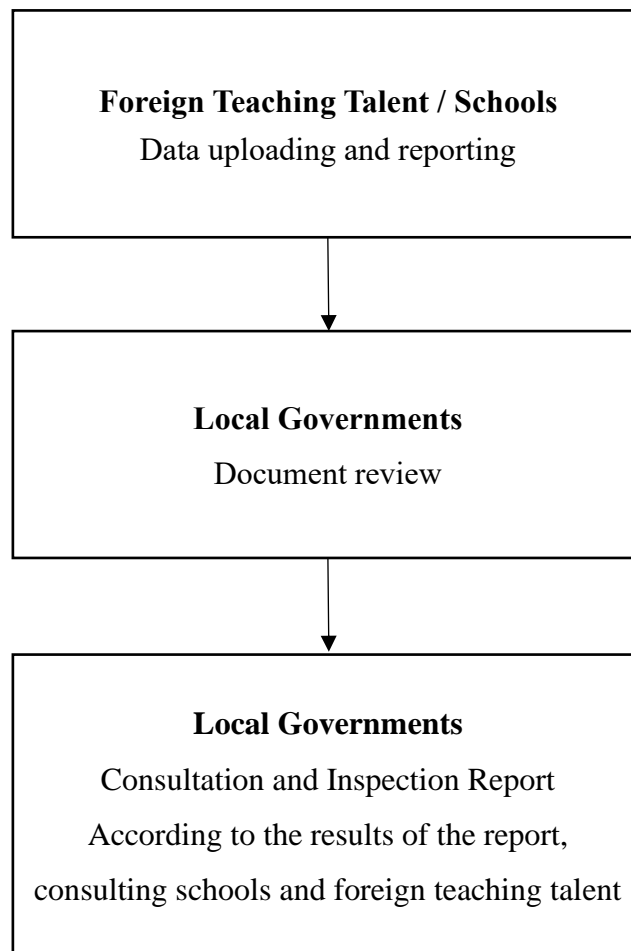 Foreign Teaching Talent / Schools
Data uploading and reporting
Local Governments
Document review
Local Governments
Consultation and Inspection Report
According to the results of the report,
consulting schools and foreign teaching talent